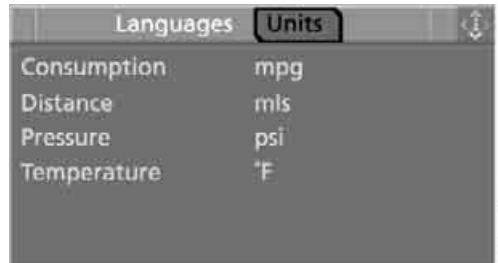 Languages Units
Consumption mpg
Distance mls
Pressure psi
Temperature °F